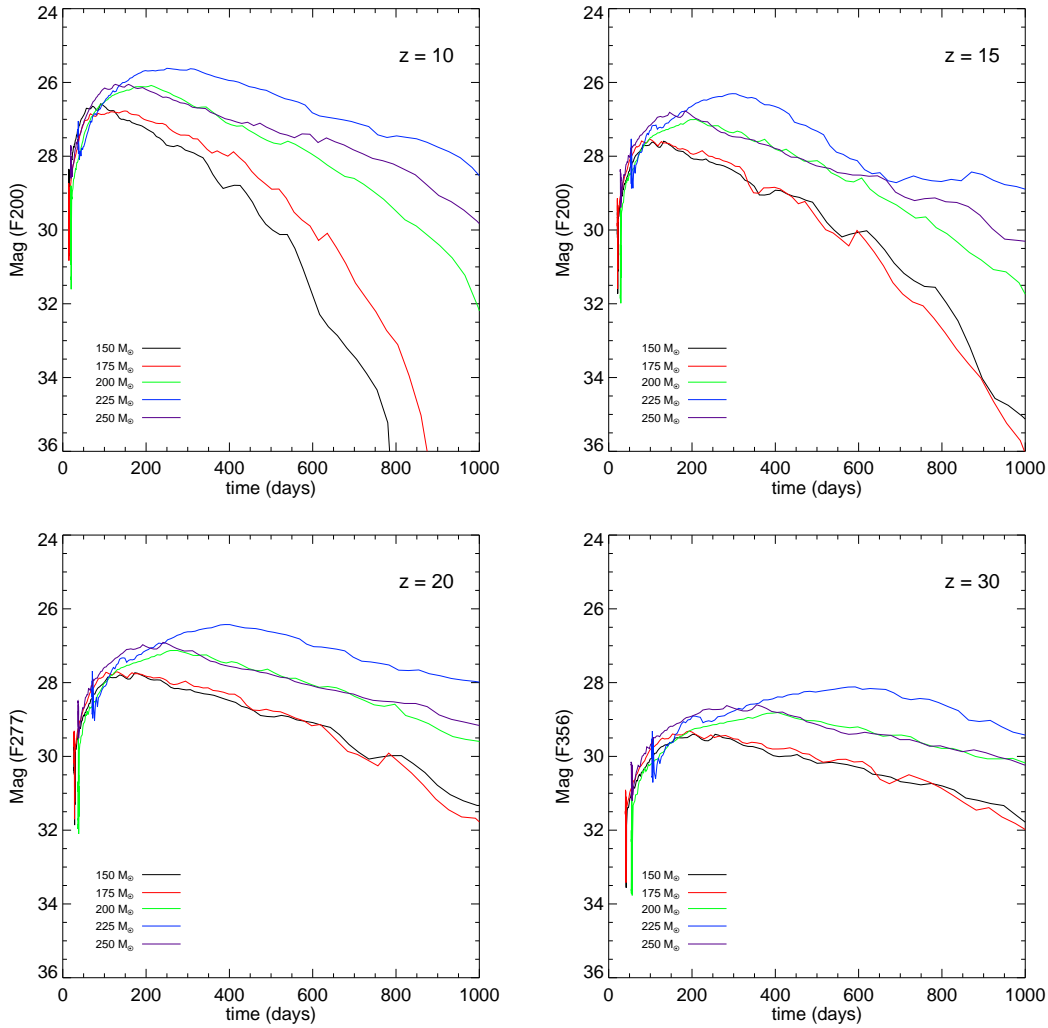 24
26
28
30
32
34
36
Mag (F200)
z = 10
150 M☉
175 M☉
200 M☉
225 M☉
250 M☉
0 200 400 600 800 1000
time (days)
24
26
28
30
32
34
36
Mag (F200)
z = 15
150 M☉
175 M☉
200 M☉
225 M☉
250 M☉
0 200 400 600 800 1000
time (days)
24
26
28
30
32
34
36
Mag (F277)
z = 20
150 M☉
175 M☉
200 M☉
225 M☉
250 M☉
0 200 400 600 800 1000
time (days)
24
26
28
30
32
34
36
Mag (F356)
z = 30
150 M☉
175 M☉
200 M☉
225 M☉
250 M☉
0 200 400 600 800 1000
time (days)